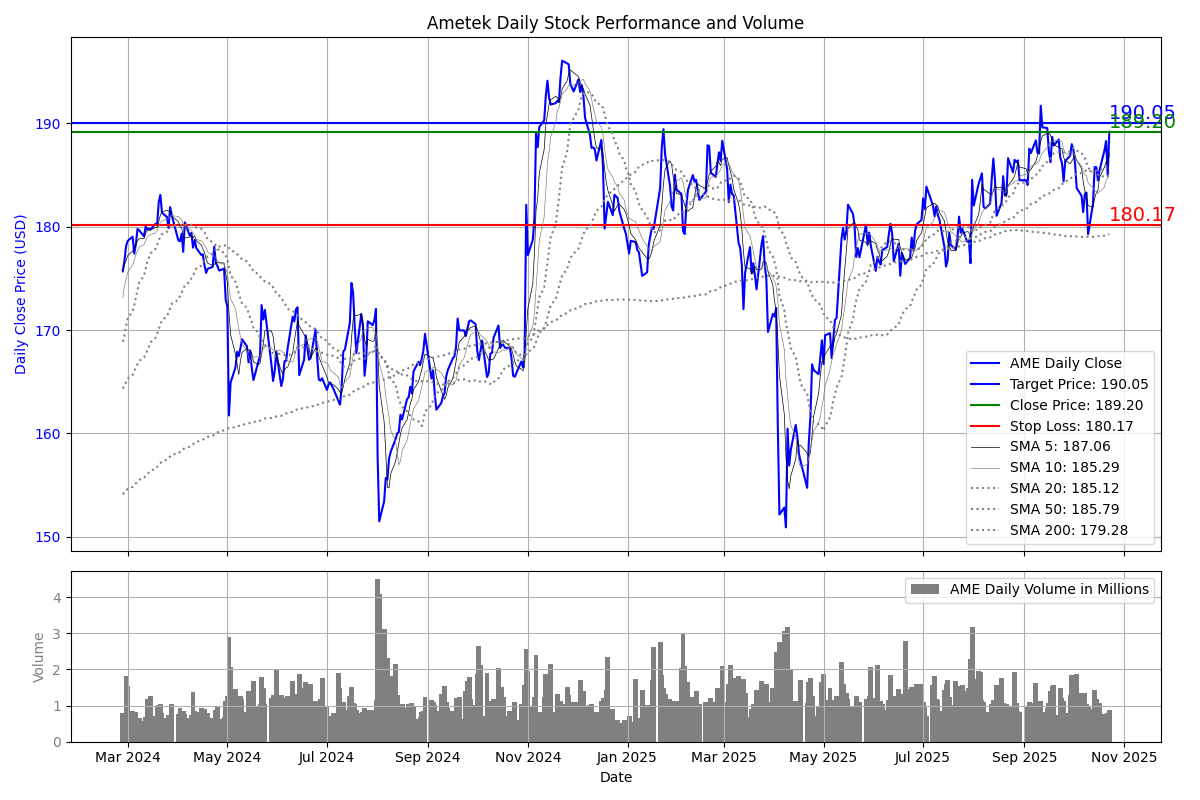 Ametek Daily Stock Performance and Volume
Daily Close Price (USD)
190
180
170
160
150
190.05
189.20
180.17
AME Daily Close
Target Price: 190.05
Close Price: 189.20
Stop Loss: 180.17
SMA 5: 187.06
SMA 10: 185.29
SMA 20: 185.12
SMA 50: 185.79
SMA 200: 179.28
Volume
4
3
2
1
0
AME Daily Volume in Millions
Mar 2024
May 2024
Jul 2024
Sep 2024
Nov 2024
Jan 2025
Mar 2025
May 2025
Jul 2025
Sep 2025
Nov 2025
Date